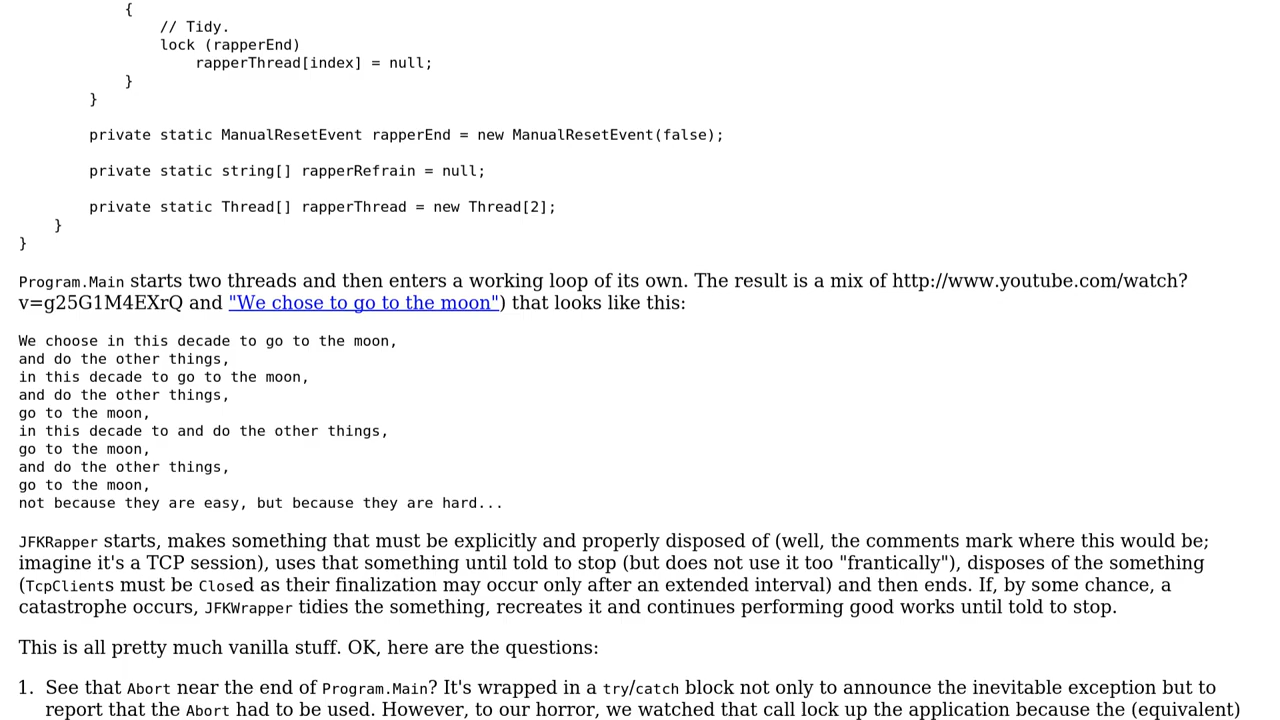 {
// Tidy.
lock (rapperEnd)
rapperThread[index] = null;
}
}
private static ManualResetEvent rapperEnd = new ManualResetEvent(false);
private static string[] rapperRefrain = null;
private static Thread[] rapperThread = new Thread[2];
}
}
Program.Main starts two threads and then enters a working loop of its own. The result is a mix of http://www.youtube.com/watch?
v=g25G1M4EXrQ and "We chose to go to the moon") that looks like this:
We choose in this decade to go to the moon,
and do the other things,
in this decade to go to the moon,
and do the other things,
go to the moon,
in this decade to and do the other things,
go to the moon,
and do the other things,
go to the moon,
not because they are easy, but because they are hard...
JFKRapper starts, makes something that must be explicitly and properly disposed of (well, the comments mark where this would be;
imagine it's a TCP session), uses that something until told to stop (but does not use it too "frantically"), disposes of the something
(TcpClients must be Closed as their finalization may occur only after an extended interval) and then ends. If, by some chance, a
catastrophe occurs, JFKWrapper tidies the something, recreates it and continues performing good works until told to stop.
This is all pretty much vanilla stuff. OK, here are the questions:
1. See that Abort near the end of Program.Main? It's wrapped in a try/catch block not only to announce the inevitable exception but to
report that the Abort had to be used. However, to our horror, we watched that call lock up the application because the (equivalent)